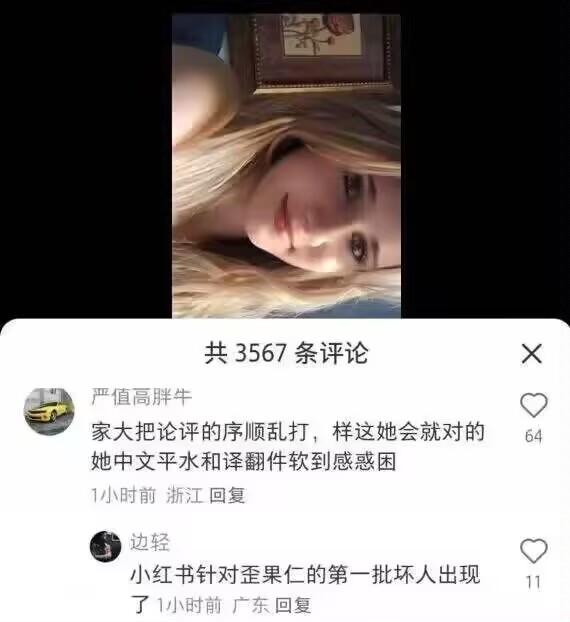 共 3567 条评论
严值高胖牛
家大把论评的序顺乱打，样这她会就对的
她中文平水和译翻件软到感惑困
64
1小时前 浙江 回复
边轻
小红书针对歪果仁的第一批坏人出现
了 1小时前 广东 回复
11